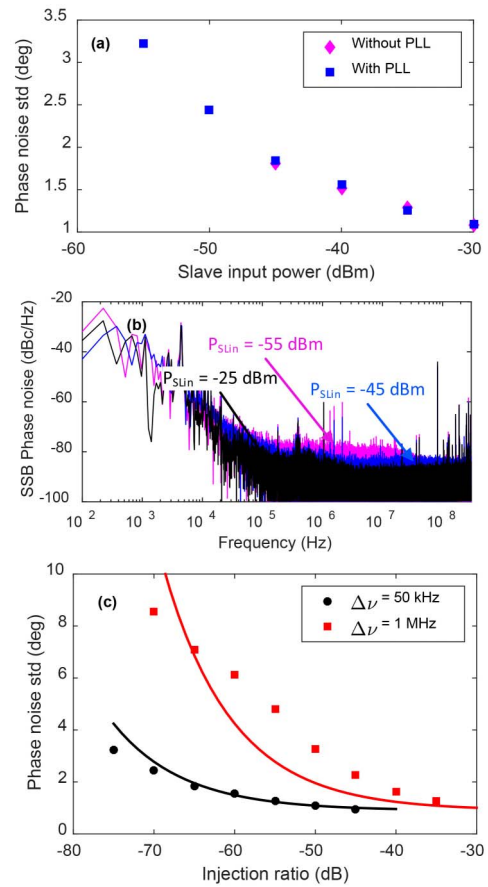 (a)
Without PLL
With PLL
Phase noise std (deg)
3.5
3
2.5
2
1.5
1
-60
-50
-40
-30
Slave input power (dBm)
(b)
P_SLin = -55 dBm
P_SLin = -25 dBm
P_SLin = -45 dBm
SSB Phase noise (dBc/Hz)
-20
-40
-60
-80
-100
10^2
10^3
10^4
10^5
10^6
10^7
10^8
Frequency (Hz)
(c)
Δν = 50 kHz
Δν = 1 MHz
Phase noise std (deg)
8
6
4
2
0
-80
-70
-60
-50
-40
-30
Injection ratio (dB)